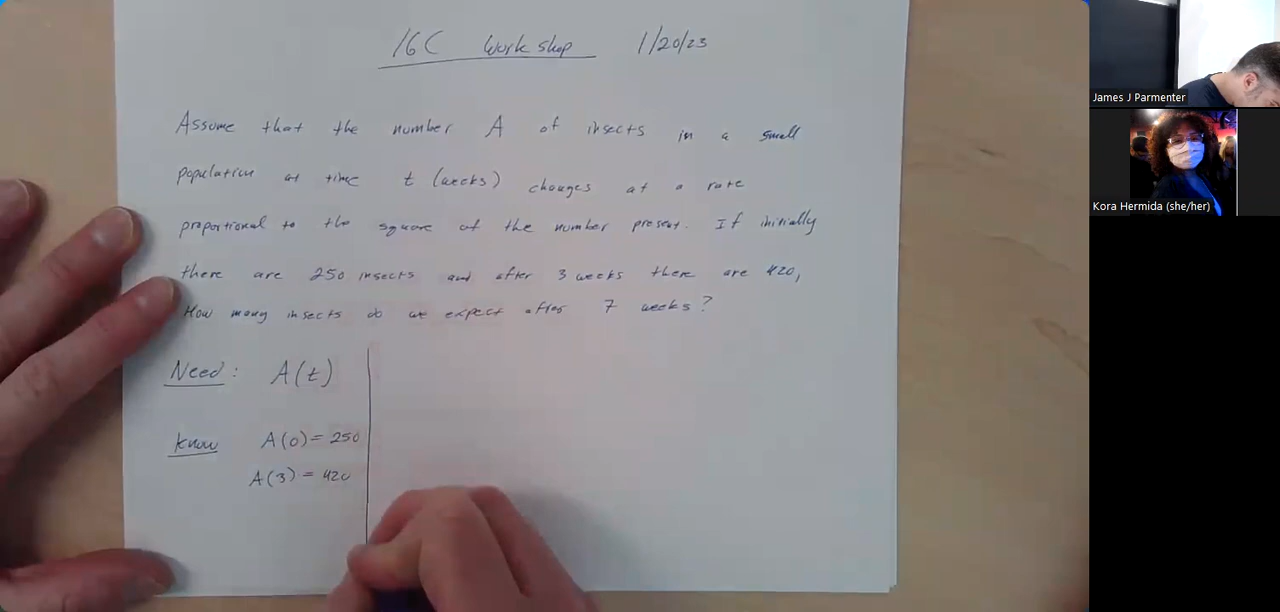 16C Workshop 1/20/23
Assume that the number A of insects in a small
population at time t (weeks) changes at a rate
proportional to the square of the number present. If initially
there are 250 insects and after 3 weeks there are 420,
How many insects do we expect after 7 weeks?
Need: A(t)
Know A(0) = 250
A(3) = 420
James J Parmenter
Kora Hermida (she/her)